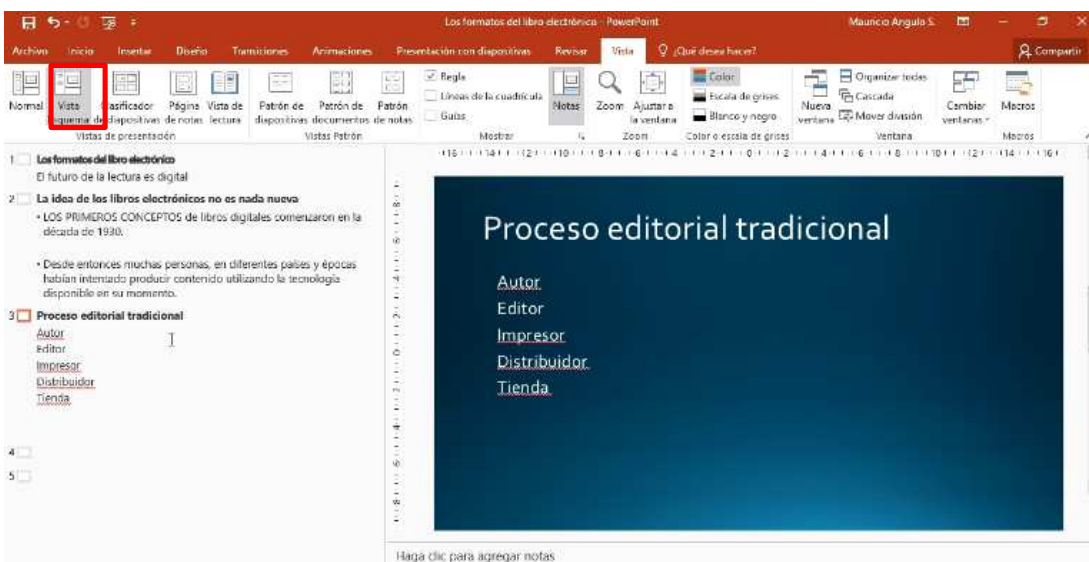 Los formatos del libro electrónico - PowerPoint
Mauricio Angulo S.
Archivo Inicio Insertar Diseño Transiciones Animaciones Presentación con diapositivas Revisar Vista ¿Qué desea hacer? Compartir
Normal
Vista Esquema
Clasificador de diapositivas
Página de notas
Vista de lectura
Vistas de presentación
Patrón de diapositivas
Patrón de documentos
Patrón de notas
Vistas Patrón
Regla
Líneas de la cuadrícula
Guías
Notas
Mostrar
Zoom
Ajustar a la ventana
Zoom
Color
Escala de grises
Blanco y negro
Color o escala de grises
Nueva ventana
Organizar todas
Cascada
Mover división
Cambiar ventanas
Ventana
Macros
Macros
1 Los formatos del libro electrónico
El futuro de la lectura es digital
2 La idea de los libros electrónicos no es nada nueva
• LOS PRIMEROS CONCEPTOS de libros digitales comenzaron en la
década de 1930.
• Desde entonces muchas personas, en diferentes países y épocas
habían intentado producir contenido utilizando la tecnología
disponible en su momento.
3 Proceso editorial tradicional
Autor
Editor
Impresor
Distribuidor
Tienda
4
5
Proceso editorial tradicional
Autor
Editor
Impresor
Distribuidor
Tienda
Haga clic para agregar notas